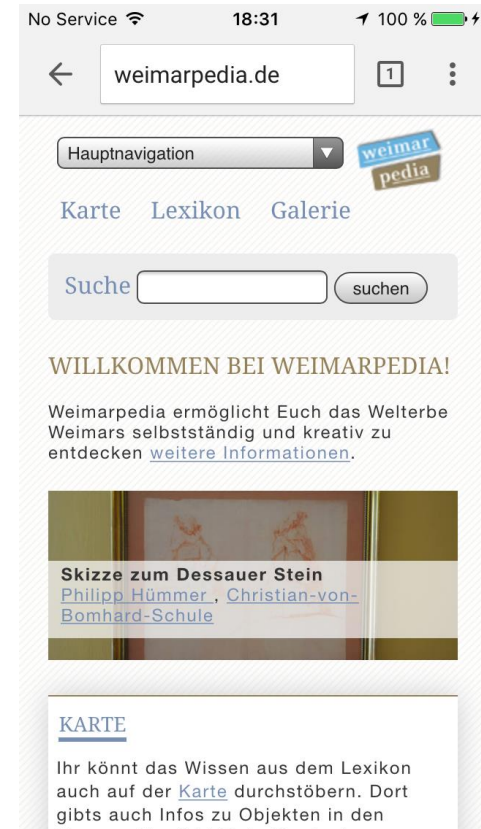 No Service 18:31 100 %
weimarpedia.de 1
Hauptnavigation
weimar
pedia
Karte Lexikon Galerie
Suche suchen
WILLKOMMEN BEI WEIMARPEDIA!
Weimarpedia ermöglicht Euch das Welterbe
Weimars selbstständig und kreativ zu
entdecken weitere Informationen.
Skizze zum Dessauer Stein
Philipp Hümmer , Christian-von-
Bomhard-Schule
KARTE
Ihr könnt das Wissen aus dem Lexikon
auch auf der Karte durchstöbern. Dort
gibts auch Infos zu Objekten in den